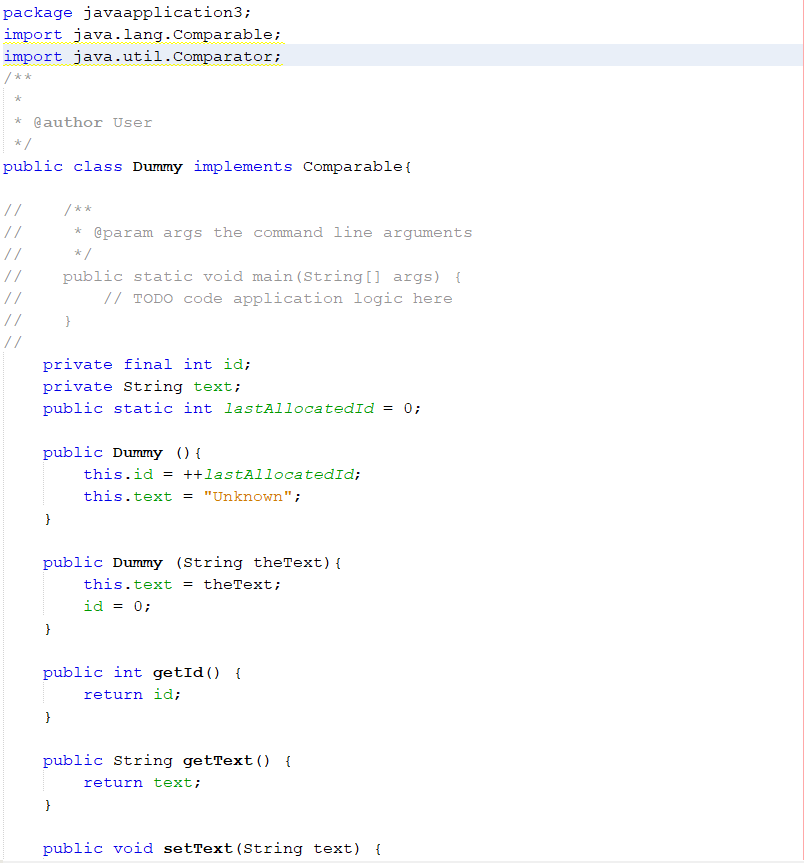 package javaapplication3;
import java.lang.Comparable;
import java.util.Comparator;
/**
 *
 * @author User
 */
public class Dummy implements Comparable{

//    /**
//     * @param args the command line arguments
//     */
//    public static void main(String[] args) {
//        // TODO code application logic here
//    }
//
    private final int id;
    private String text;
    public static int lastAllocatedId = 0;

    public Dummy (){
        this.id = ++lastAllocatedId;
        this.text = "Unknown";
    }

    public Dummy (String theText){
        this.text = theText;
        id = 0;
    }

    public int getId() {
        return id;
    }

    public String getText() {
        return text;
    }

    public void setText(String text) {